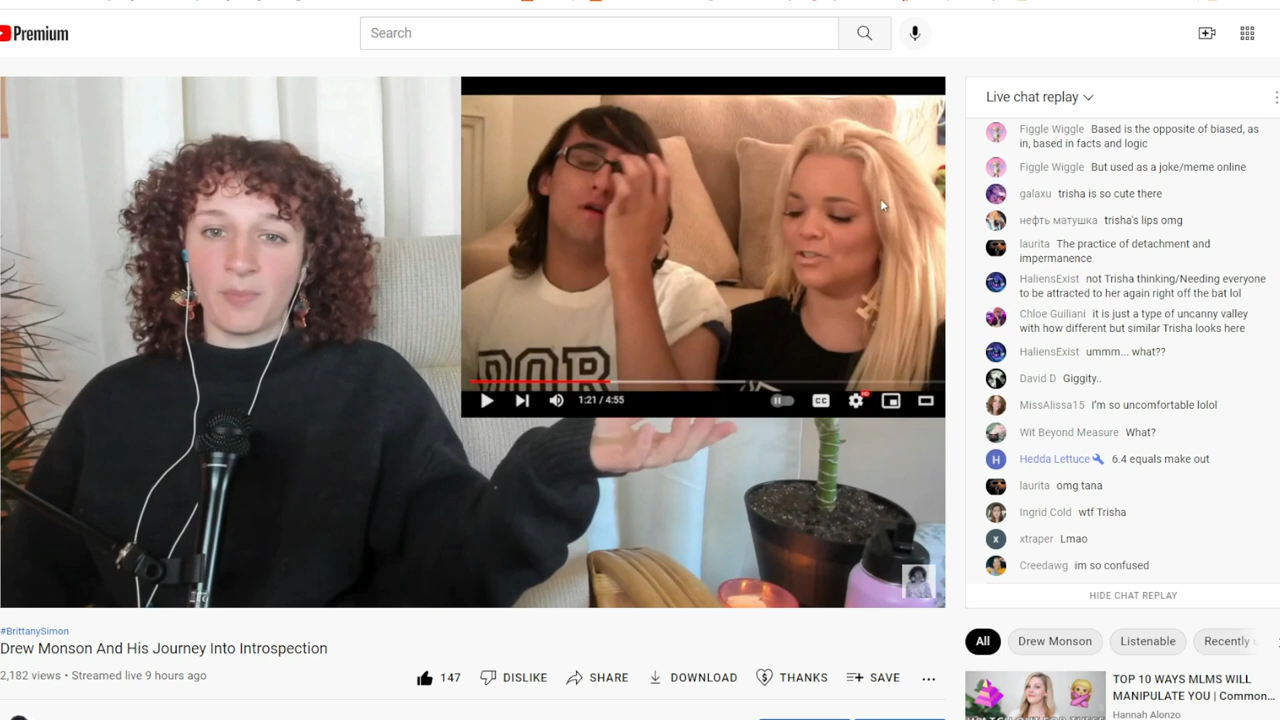 Premium
Search
Live chat replay
Figgle Wiggle Based is the opposite of biased, as
in, based in facts and logic
Figgle Wiggle But used as a joke/meme online
galaxu trisha is so cute there
нефть матушка trisha's lips omg
laurita The practice of detachment and
impermanence
HaliensExist not Trisha thinking/Needing everyone
to be attracted to her again right off the bat lol
Chloe Guiliani it is just a type of uncanny valley
with how different but similar Trisha looks here
HaliensExist ummm... what??
David D Giggity..
MissAlissa15 I'm so uncomfortable lolol
Wit Beyond Measure What?
H Hedda Lettuce 6.4 equals make out
laurita omg tana
Ingrid Cold wtf Trisha
x xtraper Lmao
Creedawg im so confused
HIDE CHAT REPLAY
DOR
1:21 / 4:55
CC
HD
#BrittanySimon
Drew Monson And His Journey Into Introspection
2,182 views • Streamed live 9 hours ago
147 DISLIKE SHARE DOWNLOAD THANKS SAVE
All Drew Monson Listenable Recently
TOP 10 WAYS MLMS WILL
MANIPULATE YOU | Common...
Hannah Alonzo